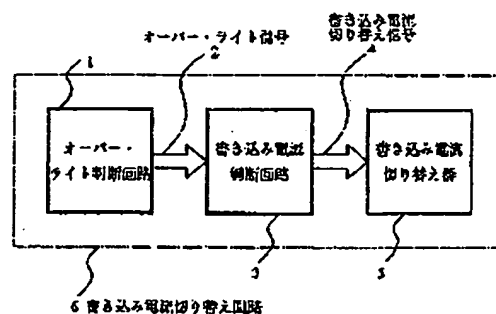 オーバー・ライト信号
2
書き込み電流
切り替え信号
4
1
オーバー・
ライト判断回路
書き込み電流
判断回路
書き込み電流
切り替え器
3
5
6 書き込み電流切り替え回路